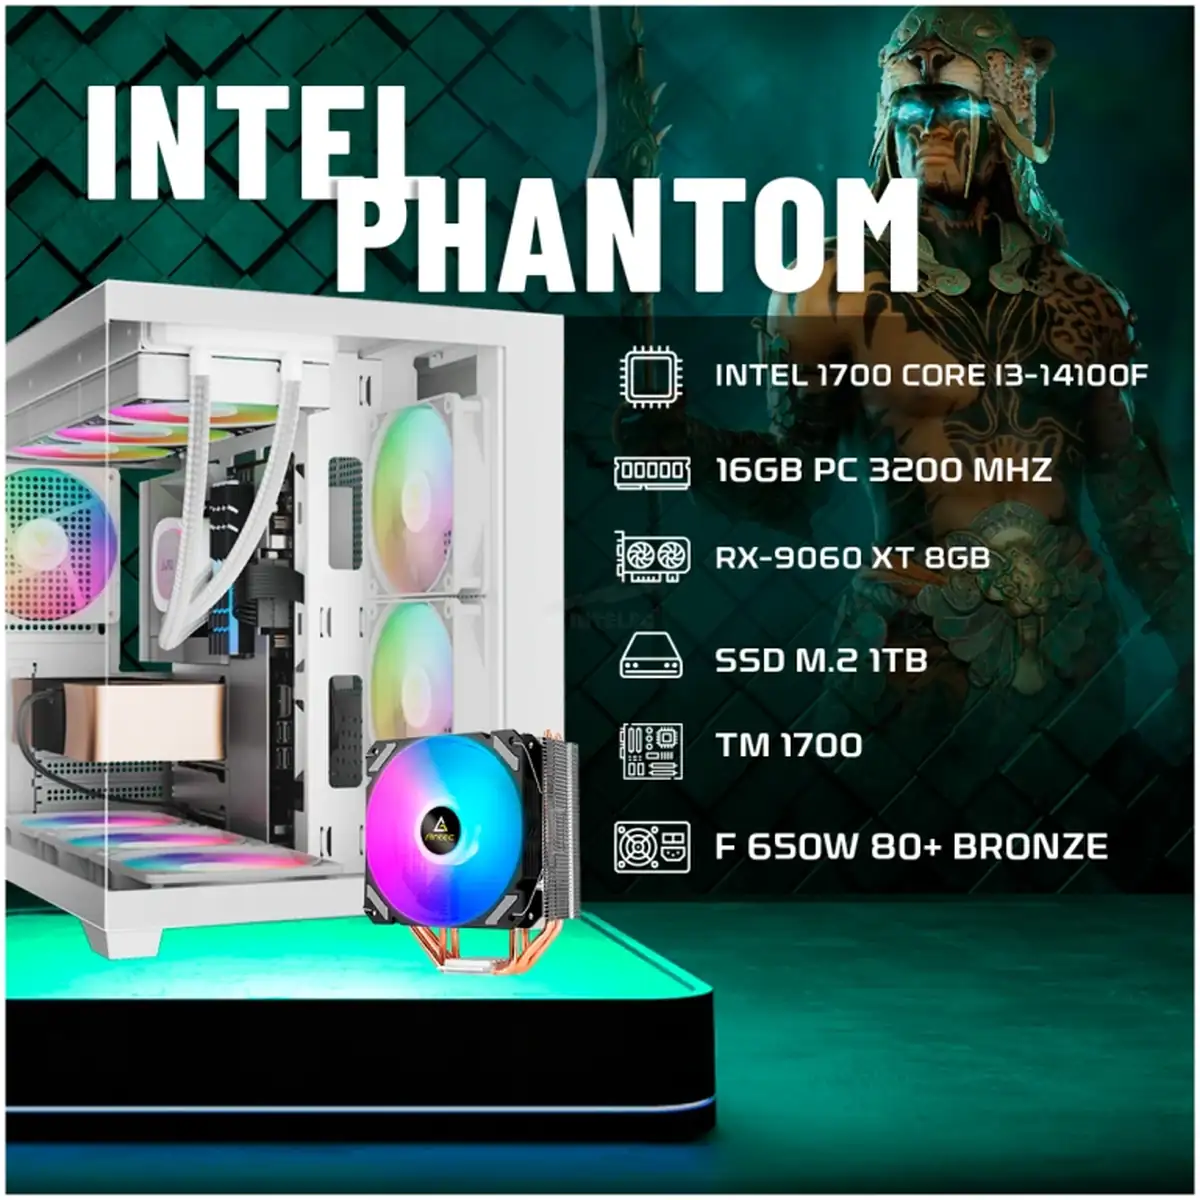 INTEL
PHANTOM
INTEL 1700 CORE I3-14100F
16GB PC 3200 MHZ
RX-9060 XT 8GB
SSD M.2 1TB
TM 1700
F 650W 80+ BRONZE
Antec